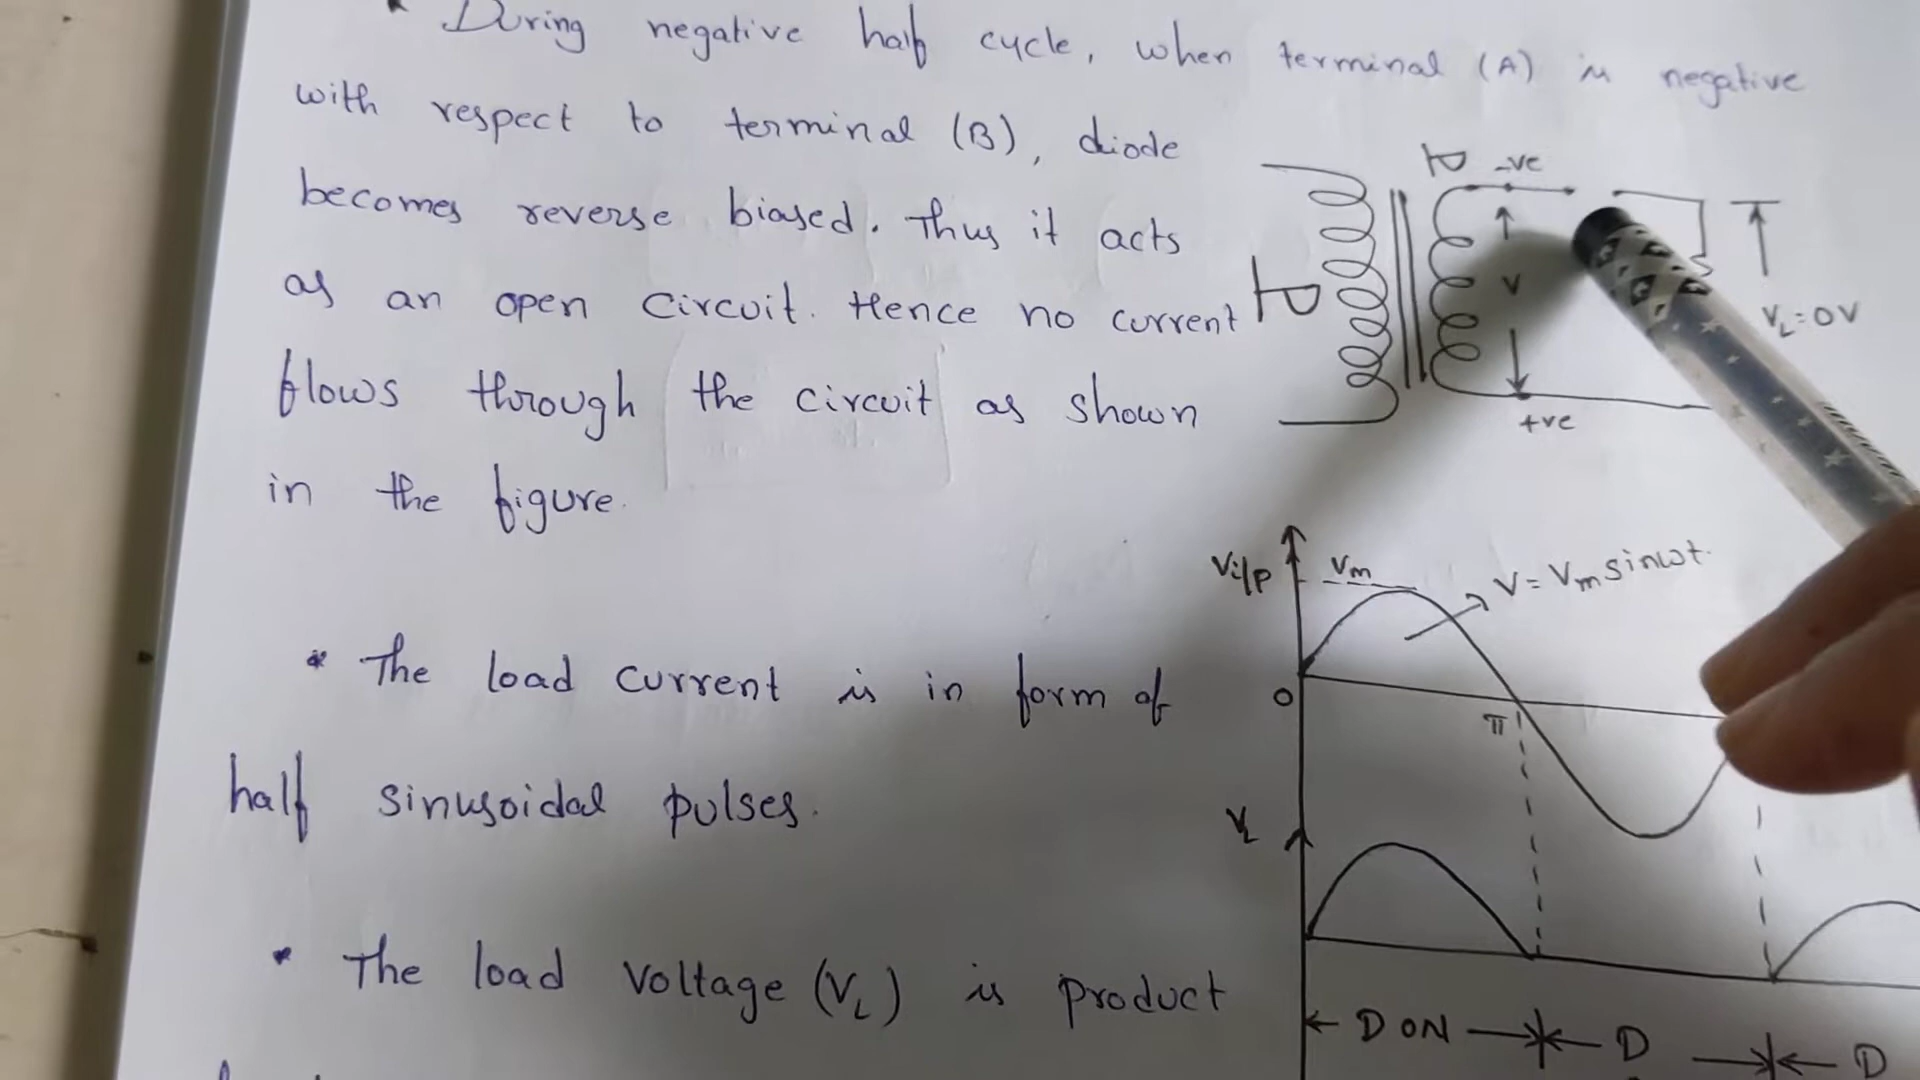 During negative half cycle, when terminal (A) is negative
with respect to terminal (B), diode
becomes reverse biased. Thus it acts
as an open circuit. Hence no current
flows through the circuit as shown
in the figure.
-ve
V
+ve
VL=0V
Vi/p
Vm
V=Vm sinωt.
0
π
* The load current is in form of
half sinusoidal pulses.
VL
* The load voltage (VL) is product
D ON
D
D